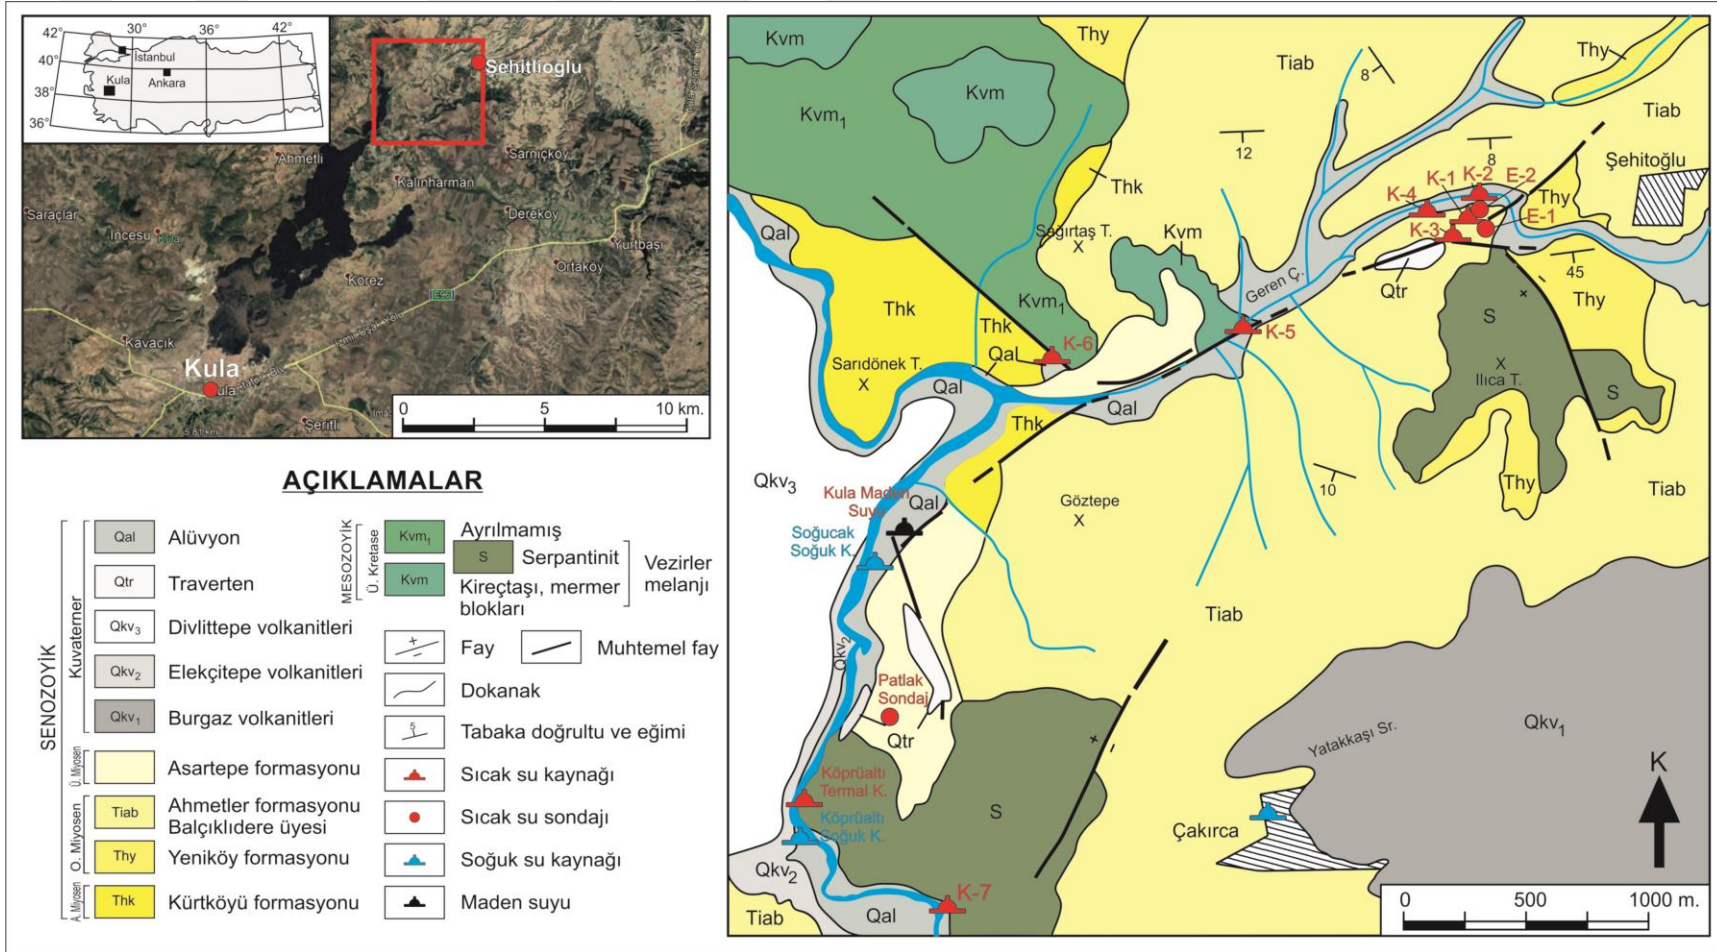 42°
30°
36°
42°
40°
38°
36°
İstanbul
Ankara
Kula
Şehitlioğlu
Ahmetli
Sarnıçköy
Kalınharman
Saraçlar
İncesu
Kula
Dereköy
Yurtbaşı
Ortaköy
Körez
E96
İzmir Uşak Yolu
Kavacık
Kula
Kula
Şeritli
0 5 10 km.
AÇIKLAMALAR
SENOZOYİK
Kuvaterner
Qal Alüvyon
Qtr Traverten
Qkv3 Divlittepe volkanitleri
Qkv2 Elekçitepe volkanitleri
Qkv1 Burgaz volkanitleri
Ü. Miyosen
Asartepe formasyonu
O. Miyosen
Tiab Ahmetler formasyonu
Balçıklıdere üyesi
Thy Yeniköy formasyonu
A. Miyosen
Thk Kürtköyü formasyonu
MESOZOYİK
Ü. Kretase
Kvm1 Ayrılmamış
S Serpantinit
Kvm Kireçtaşı, mermer
blokları
Vezirler
melanjı
Fay
Muhtemel fay
Dokanak
5 Tabaka doğrultu ve eğimi
Sıcak su kaynağı
Sıcak su sondajı
Soğuk su kaynağı
Maden suyu
Kvm
Thy
Tiab
8
Thy
Kvm1
Kvm
Tiab
12
8
Şehitoğlu
Thk
K-4
K-1
K-2
E-2
Thy
E-1
K-3
Qal
Sağırtaş T.
X
Kvm
Geren Ç.
Qtr
45
Thy
Thk
Kvm1
Thk
Qal
K-6
K-5
S
Sarıdönek T.
X
Qal
Qal
X
Ilıca T.
S
Thk
Qkv3
Kula Maden
Suyu
Qal
Soğucak
Soğuk K.
Göztepe
X
10
Thy
Tiab
Tiab
Qkv2
Patlak
Sondaj
Qtr
Yatakkaşı Sr.
Qkv1
Köprüaltı
Termal K.
Köprüaltı
Soğuk K.
S
Çakırca
K
Qkv2
K-7
Tiab
Qal
0 500 1000 m.